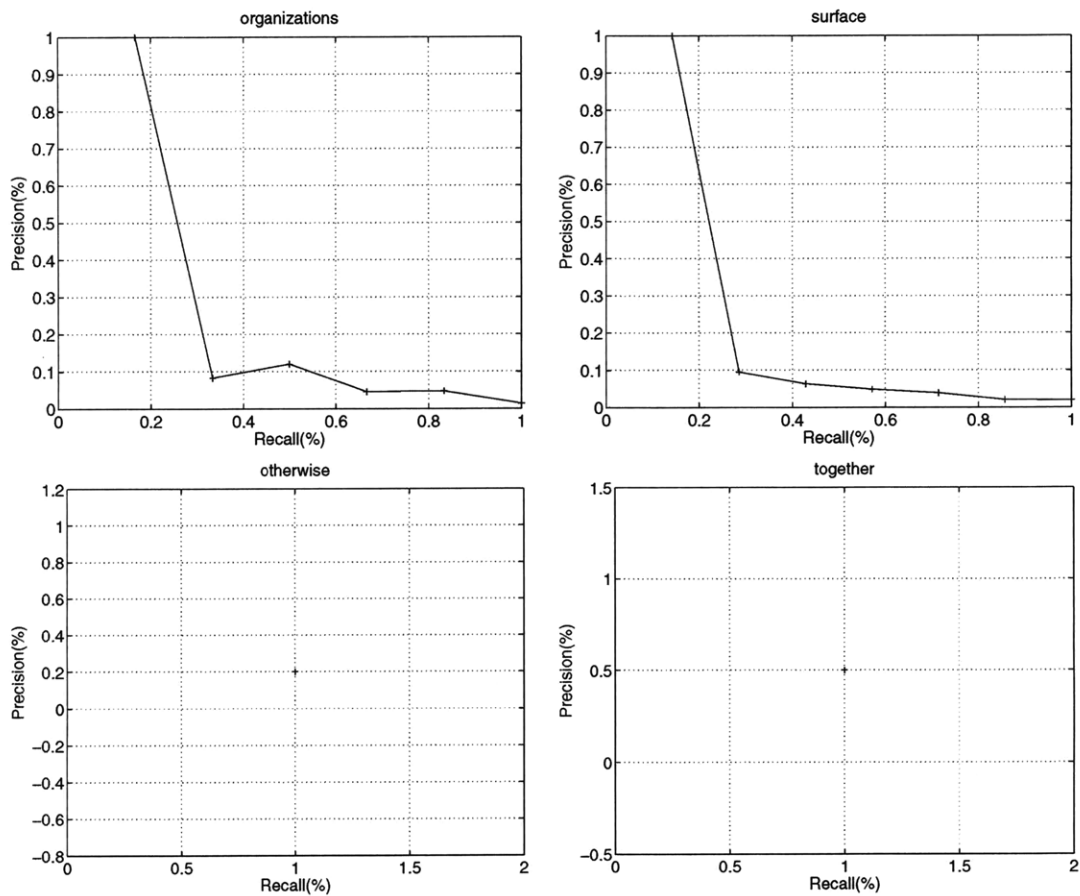 organizations
1
0.9
0.8
0.7
0.6
0.5
0.4
0.3
0.2
0.1
0
Precision(%)
0 0.2 0.4 0.6 0.8 1
Recall(%)
surface
1
0.9
0.8
0.7
0.6
0.5
0.4
0.3
0.2
0.1
0
Precision(%)
0 0.2 0.4 0.6 0.8 1
Recall(%)
otherwise
1.2
1
0.8
0.6
0.4
0.2
0
−0.2
−0.4
−0.6
−0.8
Precision(%)
0 0.5 1 1.5 2
Recall(%)
together
1.5
1
0.5
0
−0.5
Precision(%)
0 0.5 1 1.5 2
Recall(%)